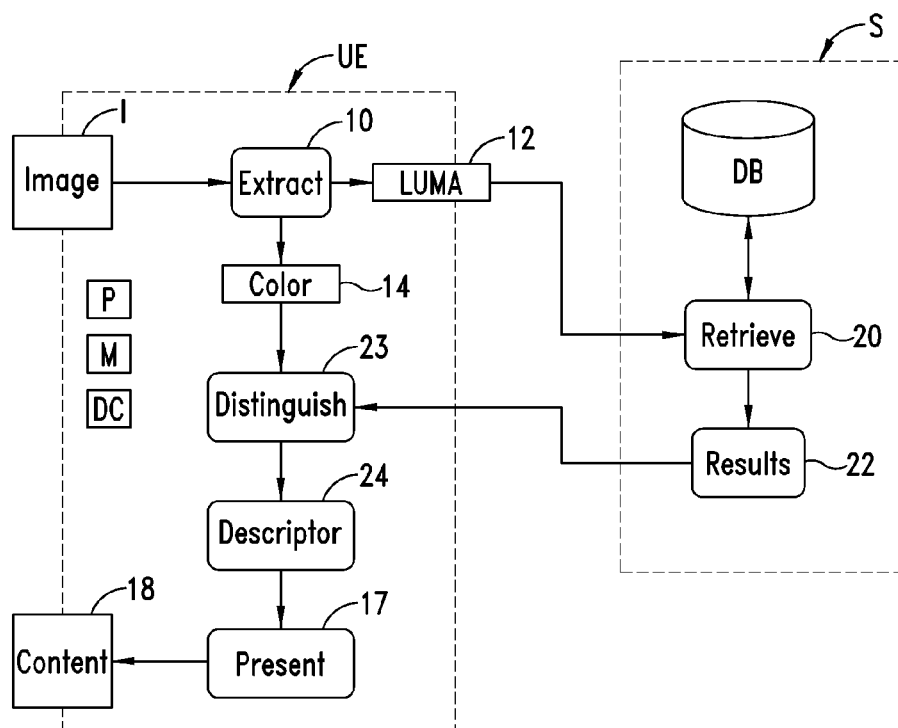 S
UE
I
10
12
Image
Extract
LUMA
DB
Color
14
P
M
DC
23
Retrieve
20
Distinguish
Results
22
24
Descriptor
18
17
Content
Present